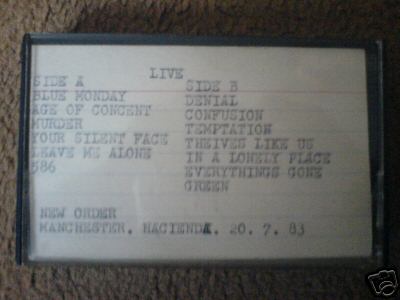 LIVE
SIDE A
BLUE MONDAY
AGE OF CONCENT
MURDER
YOUR SILENT FACE
LEAVE ME ALONE
586
SIDE B
DENIAL
CONFUSION
TEMPTATION
THEIVES LIKE US
IN A LONELY PLACE
EVERYTHINGS GONE
GREEN
NEW ORDER
MANCHESTER. HACIENDA. 20. 7. 83